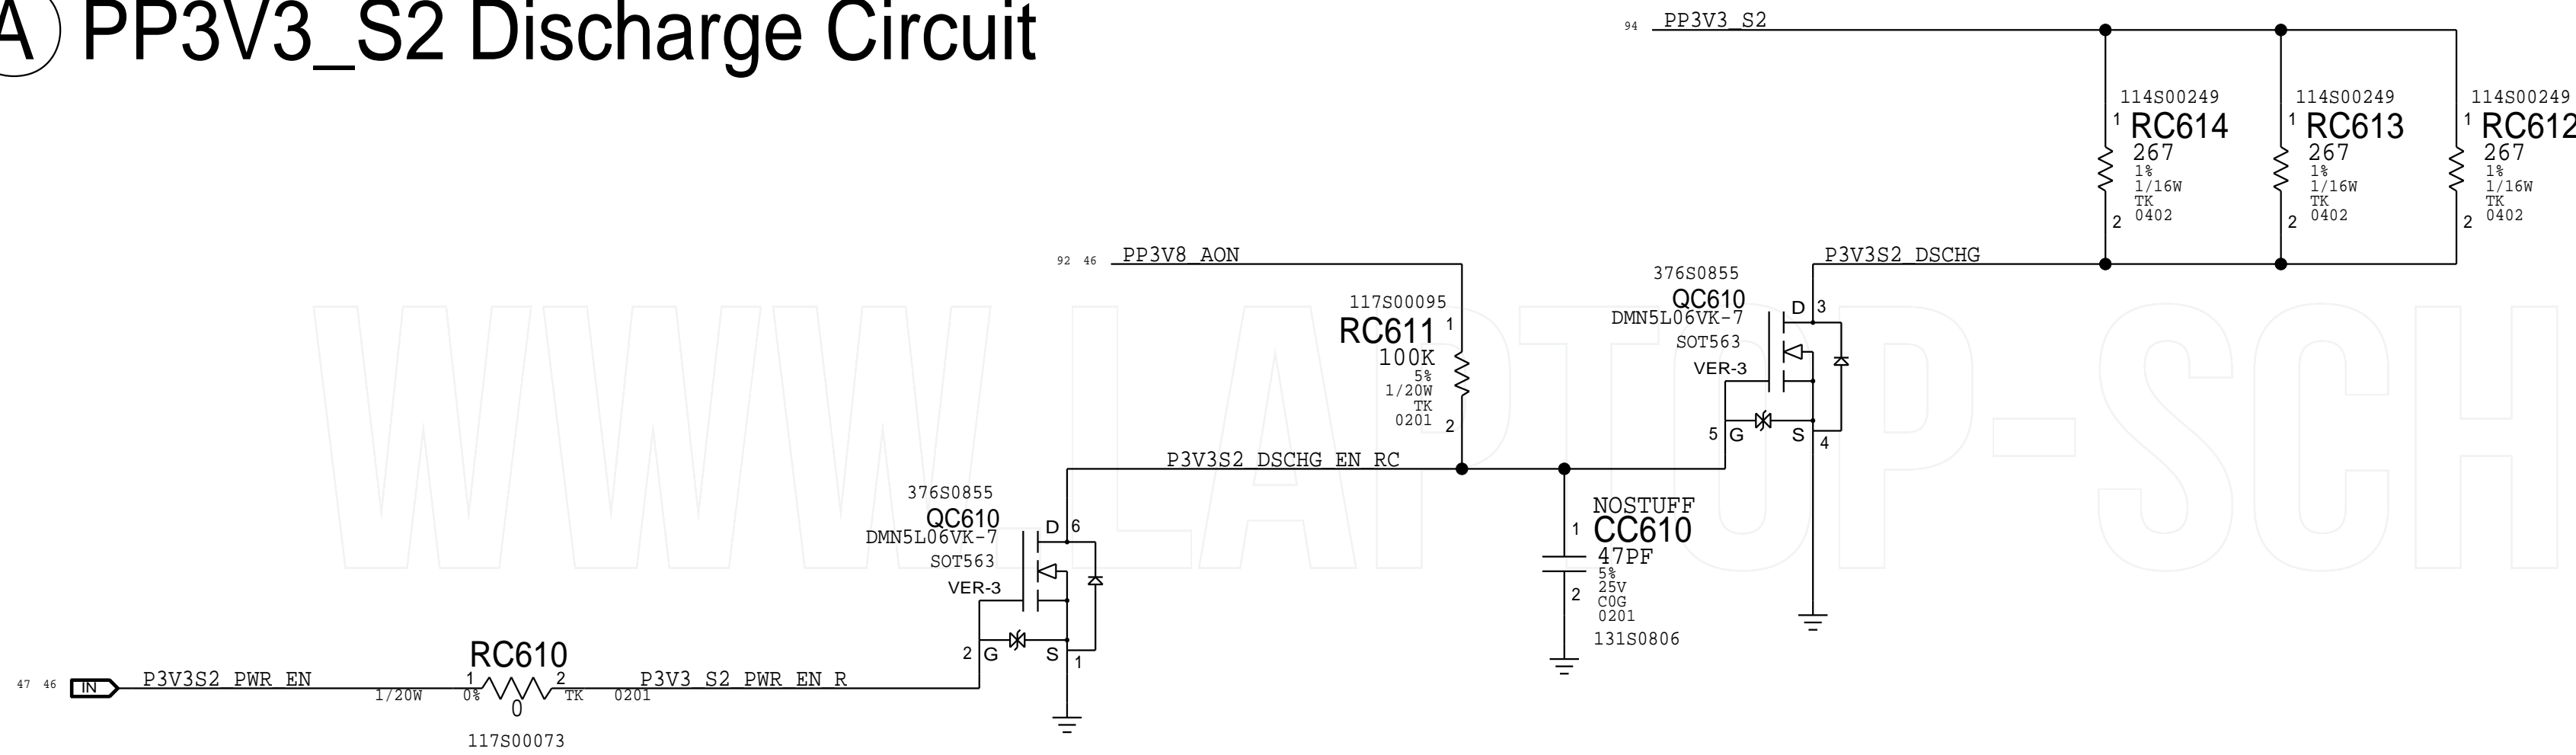 A PP3V3_S2 Discharge Circuit
94 PP3V3_S2
114S00249
1 RC614
267
1%
1/16W
TK
0402
2
114S00249
1 RC613
267
1%
1/16W
TK
0402
2
114S00249
1 RC612
267
1%
1/16W
TK
0402
2
92 46 PP3V8_AON
117S00095
RC611 1
100K
5%
1/20W
TK
0201
2
P3V3S2_DSCHG
376S0855
QC610
DMN5L06VK-7
SOT563
VER-3
D 3
5 G S 4
P3V3S2_DSCHG_EN_RC
376S0855
QC610
DMN5L06VK-7
SOT563
VER-3
D 6
2 G S 1
NOSTUFF
1 CC610
47PF
5%
25V
2 C0G
0201
131S0806
47 46 IN P3V3S2_PWR_EN
RC610
1 2
1/20W 0% TK 0201
0
117S00073
P3V3_S2_PWR_EN_R
WWW.LAPTOP-SCH